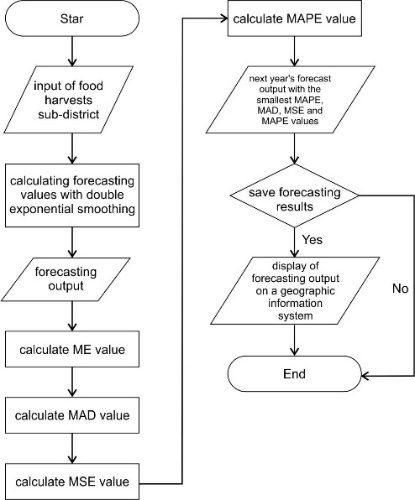 Star
input of food
harvests
sub-district
calculating forecasting
values with double
exponential smoothing
forecasting
output
calculate ME value
calculate MAD value
calculate MSE value
calculate MAPE value
next year's forecast
output with the
smallest MAPE,
MAD, MSE and
MAPE values
save forecasting
results
Yes
No
display of
forecasting output
on a geographic
information
system
End